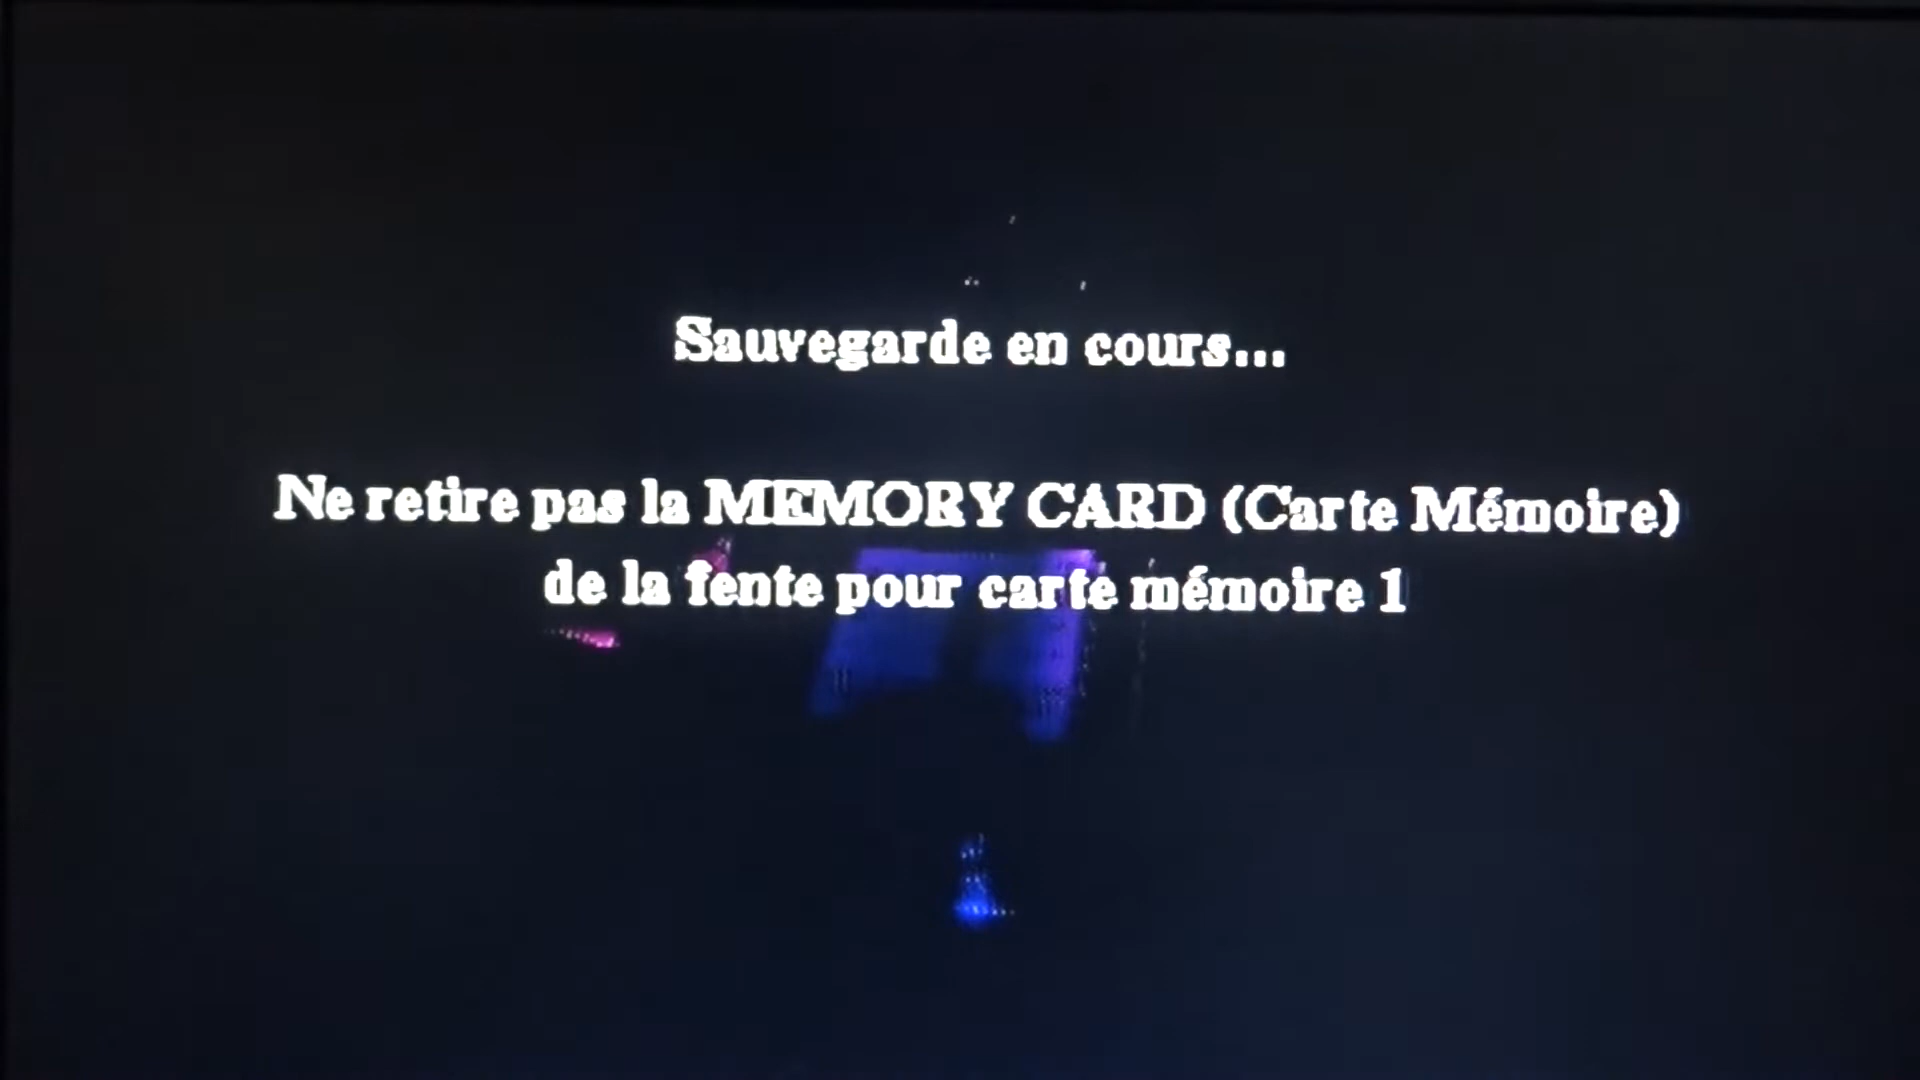 Sauvegarde en cours...
Ne retire pas la MEMORY CARD (Carte Mémoire)
de la fente pour carte mémoire 1